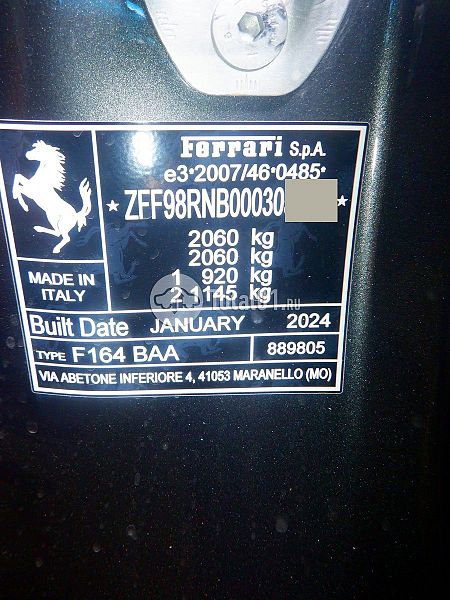 Ferrari S.p.A.
e3*2007/46*0485*
*ZFF98RNB00030 *
2060 kg
2060 kg
1 920 kg
2 1145 kg
MADE IN
ITALY
Built Date JANUARY 2024
TYPE F164 BAA 889805
VIA ABETONE INFERIORE 4, 41053 MARANELLO (MO)